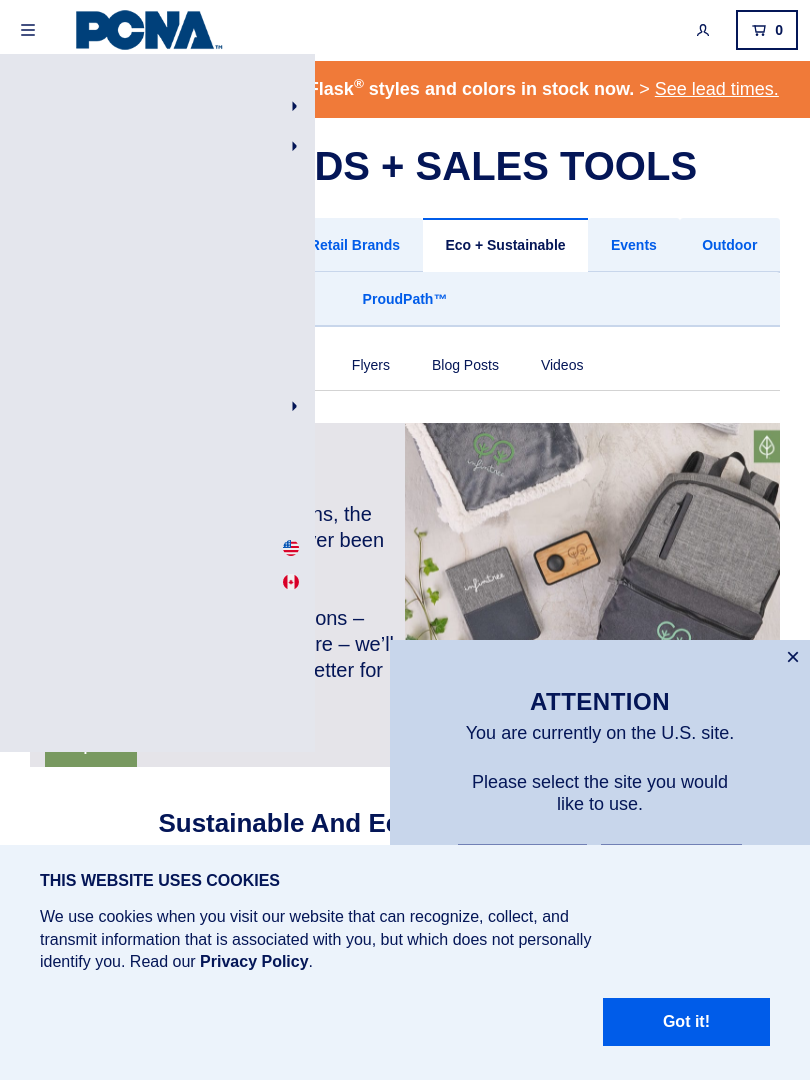 PCNA™
0
Flask® styles and colors in stock now. > See lead times.
DS + SALES TOOLS
Retail Brands
Eco + Sustainable
Events
Outdoor
ProudPath™
Flyers
Blog Posts
Videos
infinitree
ns, the
ver been
infinitree
ons –
re – we'll
etter for
ATTENTION
You are currently on the U.S. site.
Please select the site you would
like to use.
Sustainable And Ec
THIS WEBSITE USES COOKIES
We use cookies when you visit our website that can recognize, collect, and
transmit information that is associated with you, but which does not personally
identify you. Read our Privacy Policy.
Got it!